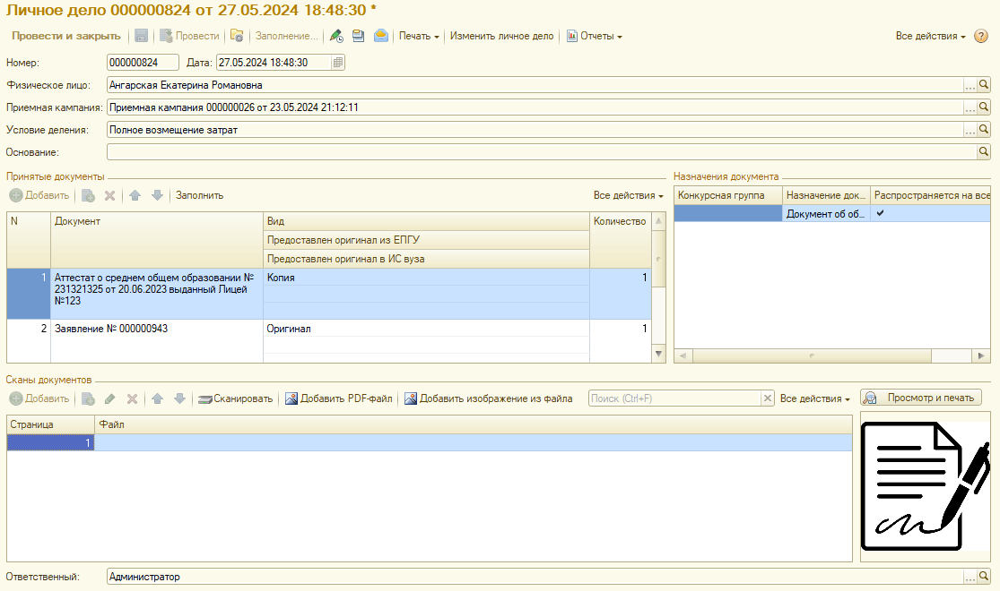 Личное дело 000000824 от 27.05.2024 18:48:30 *
Провести и закрыть Провести Заполнение... Печать Изменить личное дело Отчеты Все действия ?
Номер: 000000824 Дата: 27.05.2024 18:48:30
Физическое лицо: Ангарская Екатерина Романовна ...
Приемная кампания: Приемная кампания 000000026 от 23.05.2024 21:12:11 ...
Условие деления: Полное возмещение затрат ...
Основание:
Принятые документы
Добавить Заполнить Все действия
N Документ Вид Количество
Предоставлен оригинал из ЕПГУ
Предоставлен оригинал в ИС вуза
1 Аттестат о среднем общем образовании № Копия 1
231321325 от 20.06.2023 выданный Лицей
№123
2 Заявление № 000000943 Оригинал 1
Назначения документа
Конкурсная группа Назначение док... Распространяется на все
Документ об об...
Сканы документов
Добавить Сканировать Добавить PDF-файл Добавить изображение из файла Поиск (Ctrl+F) Все действия Просмотр и печать
Страница Файл
1
Ответственный: Администратор ...